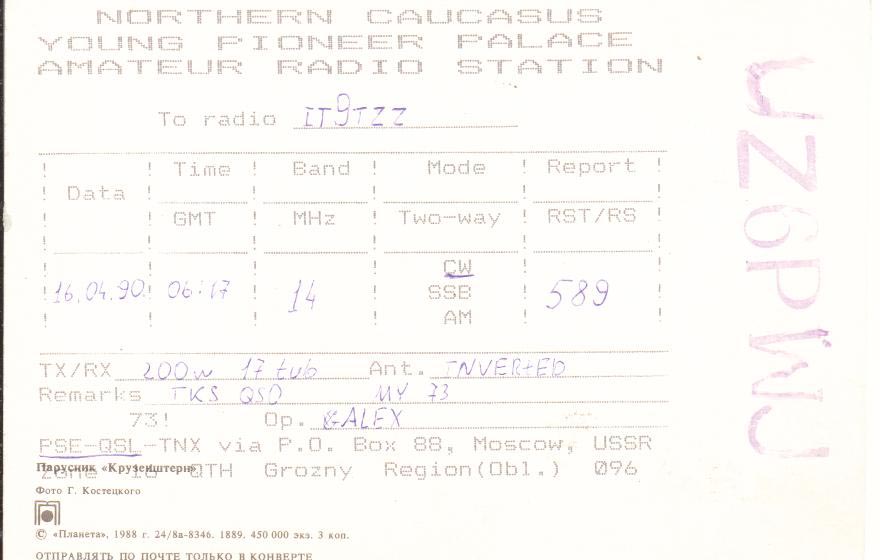 NORTHERN CAUCASUS
YOUNG PIONEER PALACE
AMATEUR RADIO STATION
To radio IT9TZZ
Data ! Time ! Band ! Mode ! Report !
GMT ! MHz ! Two-way ! RST/RS !
CW
16.04.90 06:17 14 SSB 589
AM
TX/RX 200w 17 tub Ant. INVERTED
Remarks TKS QSO MY 73
73! Op. ALEX
PSE-QSL-TNX via P.O. Box 88, Moscow, USSR
Парусник «Крузенштерн»
Zone 16 QTH Grozny Region(Obl.) 096
Фото Г. Костецкого
© «Планета», 1988 г. 24/8а-8346. 1889. 450 000 экз. 3 коп.
ОТПРАВЛЯТЬ ПО ПОЧТЕ ТОЛЬКО В КОНВЕРТЕ
UZ6PWJ